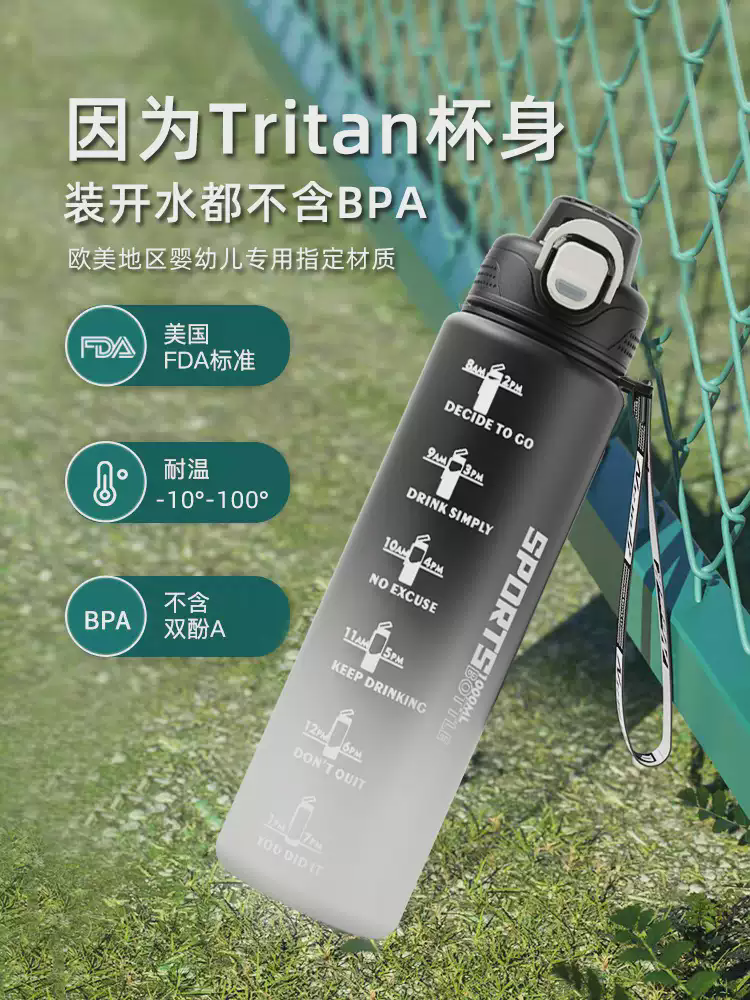 因为Tritan杯身
装开水都不含BPA
欧美地区婴幼儿专用指定材质
FDA
美国
FDA标准
耐温
-10°-100°
BPA
不含
双酚A
8AM 2PM
DECIDE TO GO
9AM 3PM
DRINK SIMPLY
10AM 4PM
NO EXCUSE
11AM 5PM
KEEP DRINKING
12PM 6PM
DON'T QUIT
1PM 7PM
YOU DID IT
SPORTS
1000ML
BOTTLE